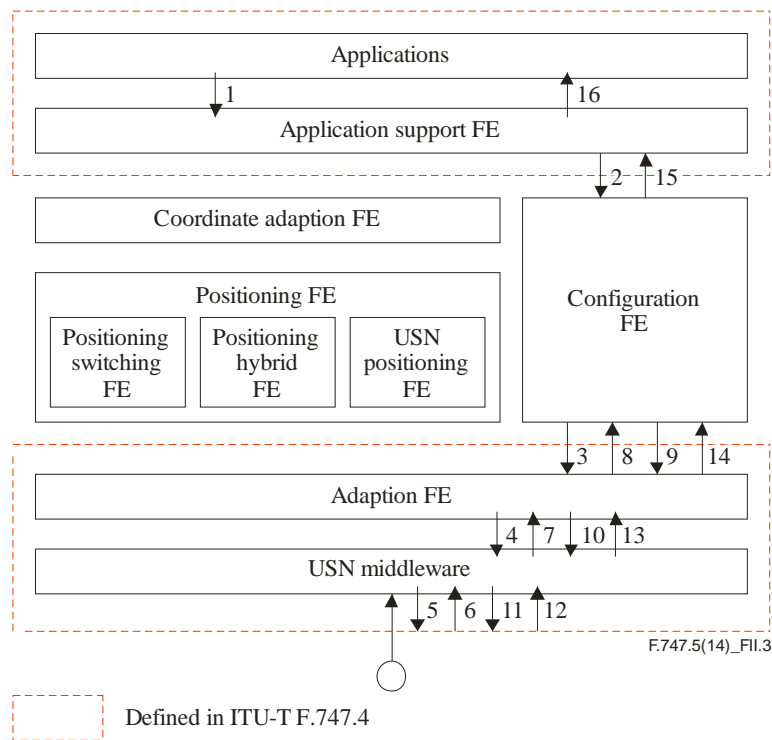 Applications
1 16
Application support FE
2 15
Coordinate adaption FE
Configuration
FE
Positioning FE
Positioning
switching
FE
Positioning
hybrid
FE
USN
positioning
FE
3 8 9 14
Adaption FE
4 7 10 13
USN middleware
5 6 11 12
F.747.5(14)_FII.3
Defined in ITU-T F.747.4